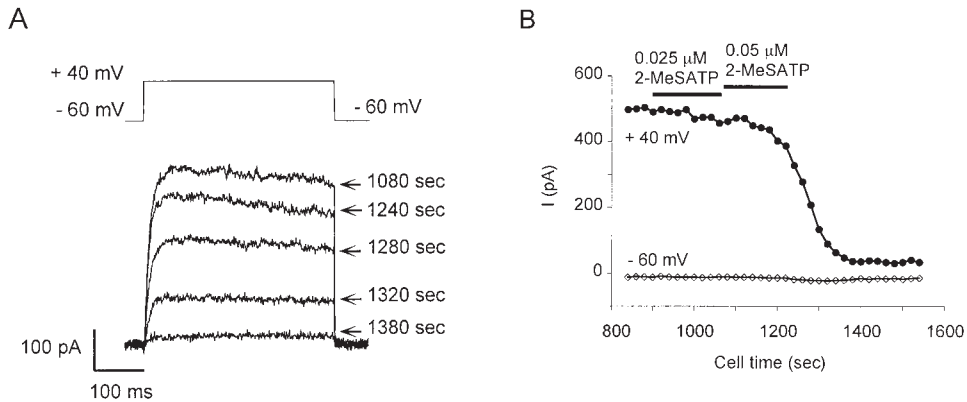 A
+ 40 mV
- 60 mV
- 60 mV
1080 sec
1240 sec
1280 sec
1320 sec
1380 sec
100 pA
100 ms
B
0.025 μM
2-MeSATP
0.05 μM
2-MeSATP
600
400
200
0
I (pA)
+ 40 mV
- 60 mV
800
1000
1200
1400
1600
Cell time (sec)